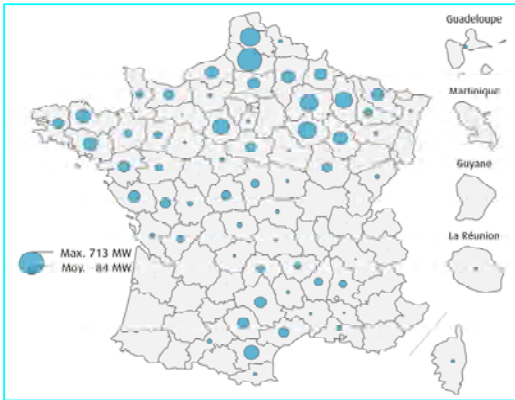 Guadeloupe
Martinique
Guyane
La Réunion
Max. 713 MW
Moy. 84 MW